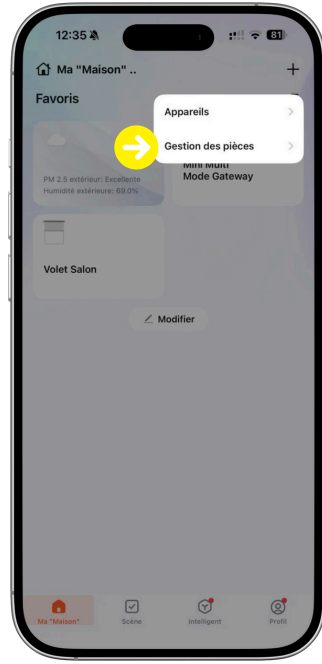 12:35
81
Ma "Maison" ..
+
Favoris
Appareils
Gestion des pièces
PM 2.5 extérieur: Excellente
Humidité extérieure: 69.0%
Mini Multi
Mode Gateway
Volet Salon
Modifier
Ma "Maison"
Scène
Intelligent
Profil